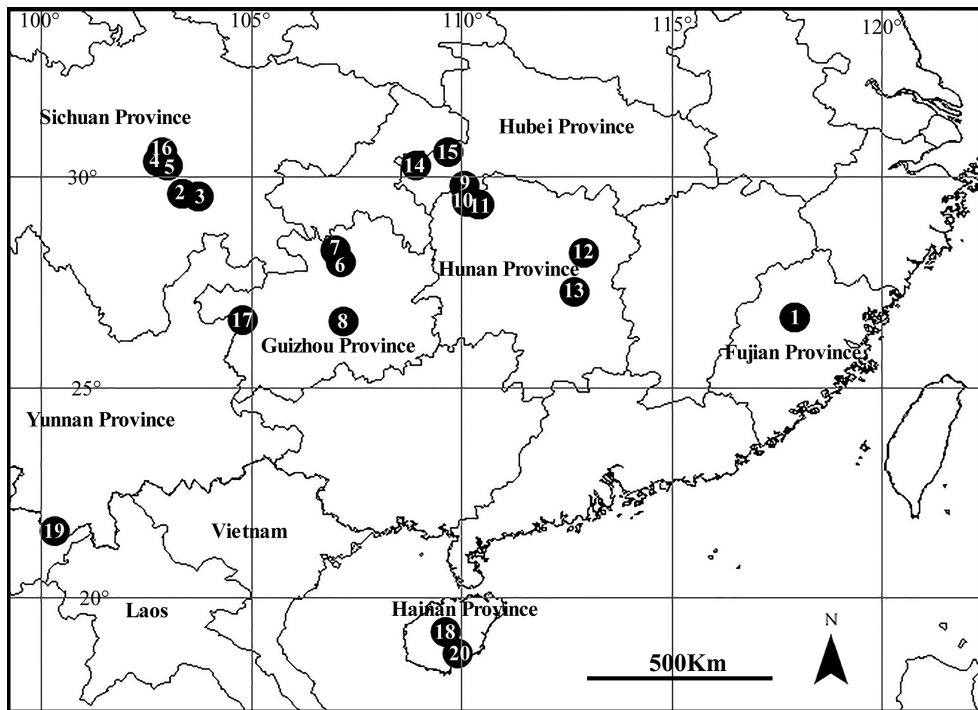 100° 105° 110° 115° 120°
Sichuan Province
Hubei Province
16
4
5
15
14
30°
2
3
9
10
11
7
6
12
Hunan Province
13
17
8
1
Guizhou Province
Fujian Province
25°
Yunnan Province
19
Vietnam
20°
Laos
Hainan Province
18
20
500Km
N